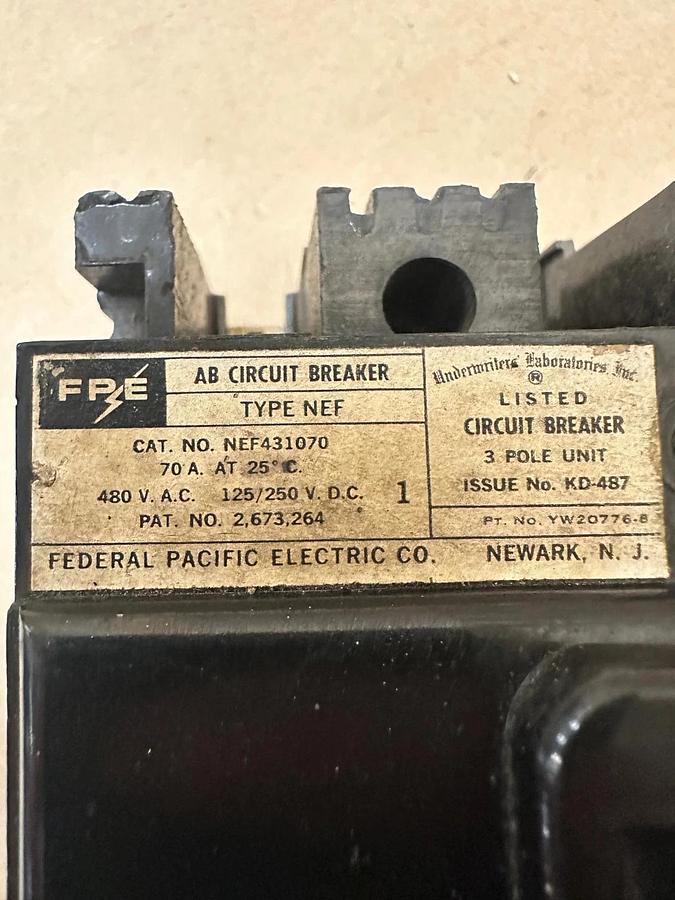 FPE
AB CIRCUIT BREAKER
TYPE NEF
CAT. NO. NEF431070
70 A. AT 25° C.
480 V. A.C. 125/250 V. D.C. 1
PAT. NO. 2,673,264
Underwriters' Laboratories Inc.
®
LISTED
CIRCUIT BREAKER
3 POLE UNIT
ISSUE No. KD-487
PT. NO. YW20776-B
FEDERAL PACIFIC ELECTRIC CO. NEWARK, N. J.